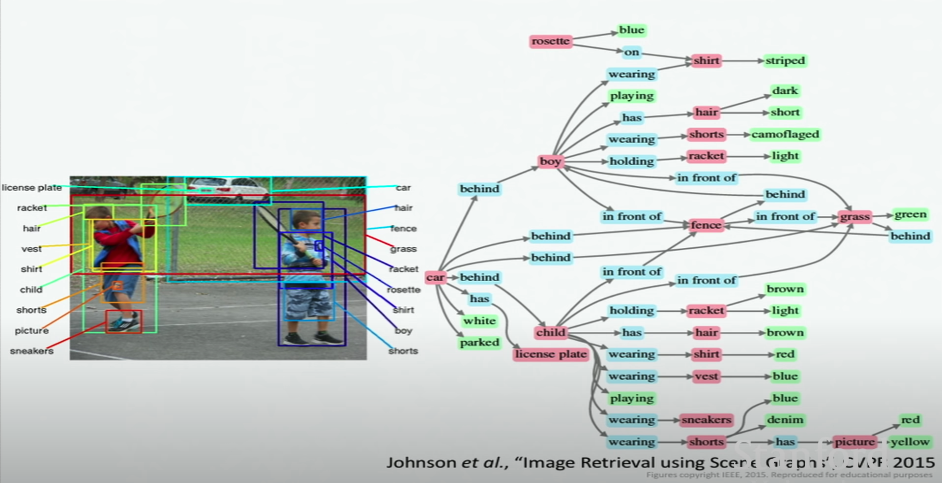 license plate
racket
hair
vest
shirt
child
shorts
picture
sneakers
car
hair
fence
grass
racket
rosette
shirt
boy
shorts
rosette
blue
on
wearing
shirt
striped
playing
dark
has
hair
short
wearing
shorts
camoflaged
boy
holding
racket
light
in front of
behind
behind
in front of
fence
in front of
grass
green
behind
behind
behind
car
behind
in front of
in front of
has
brown
white
holding
racket
light
parked
child
has
hair
brown
license plate
wearing
shirt
red
wearing
vest
blue
playing
blue
wearing
sneakers
denim
red
wearing
shorts
has
picture
yellow
Johnson et al., “Image Retrieval using Scene Graphs”, CVPR 2015
Figures copyright IEEE, 2015. Reproduced for educational purposes
Stanford